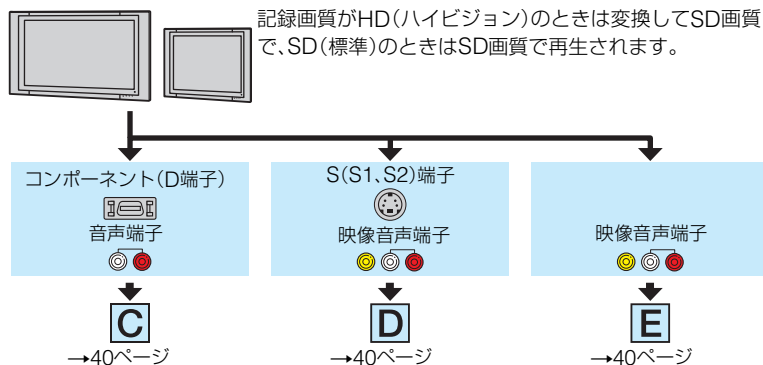 記録画質がHD（ハイビジョン）のときは変換してSD画質
で、SD（標準）のときはSD画質で再生されます。
コンポーネント（D端子）
音声端子
C
→40ページ
S（S1、S2）端子
映像音声端子
D
→40ページ
映像音声端子
E
→40ページ